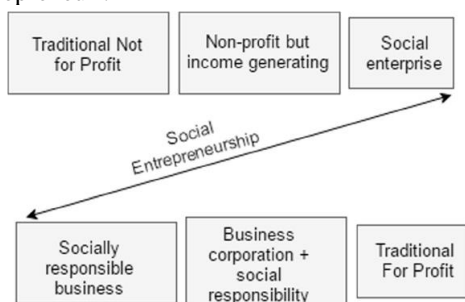 Traditional Not
for Profit
Non-profit but
income generating
Social
enterprise
Social
Entrepreneurship
Socially
responsible
business
Business
corporation +
social
responsibility
Traditional
For Profit